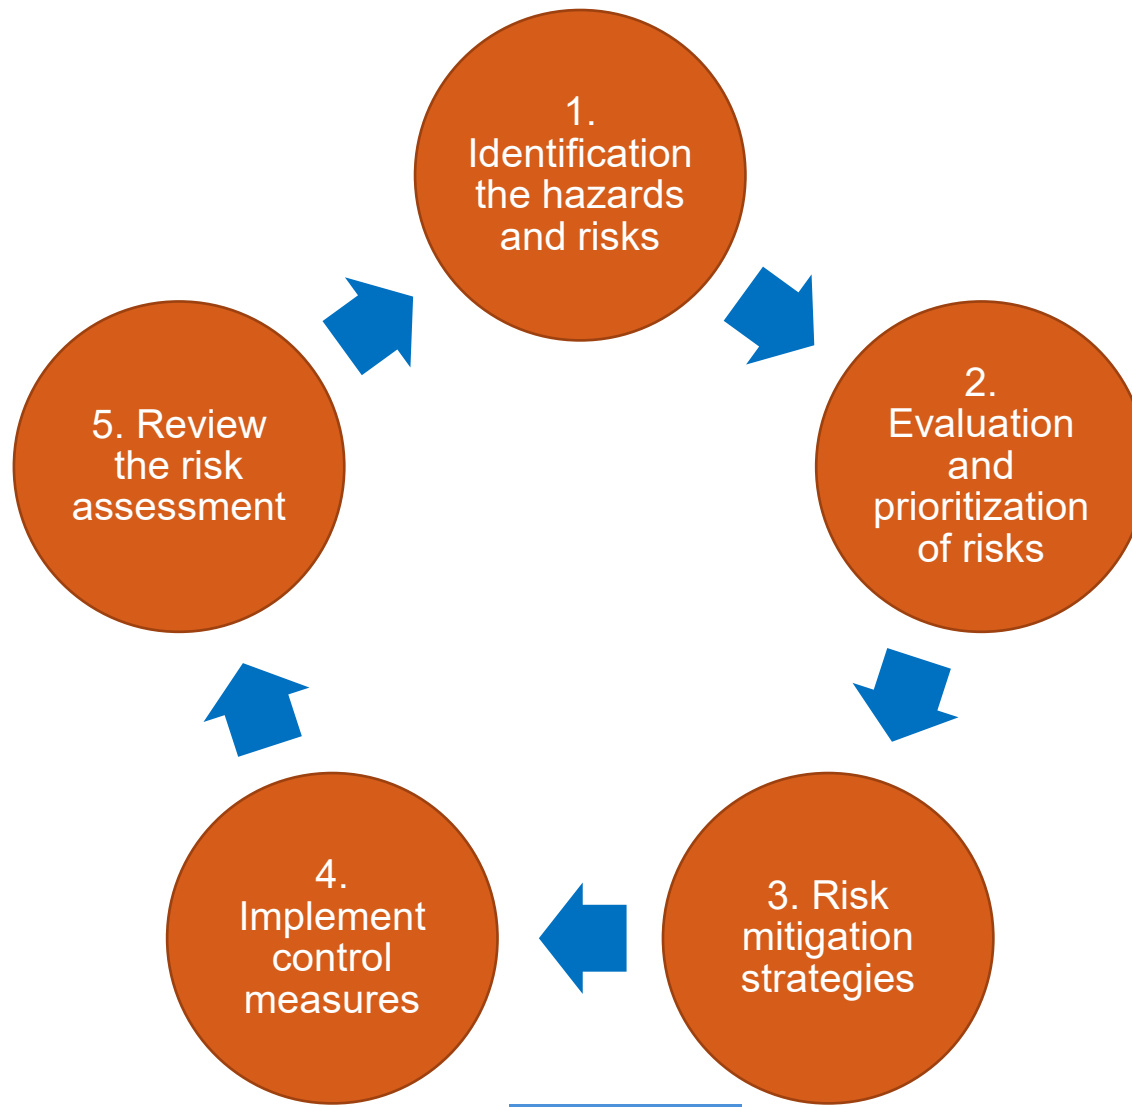 1.
Identification
the hazards
and risks
2.
Evaluation
and
prioritization
of risks
3. Risk
mitigation
strategies
4.
Implement
control
measures
5. Review
the risk
assessment